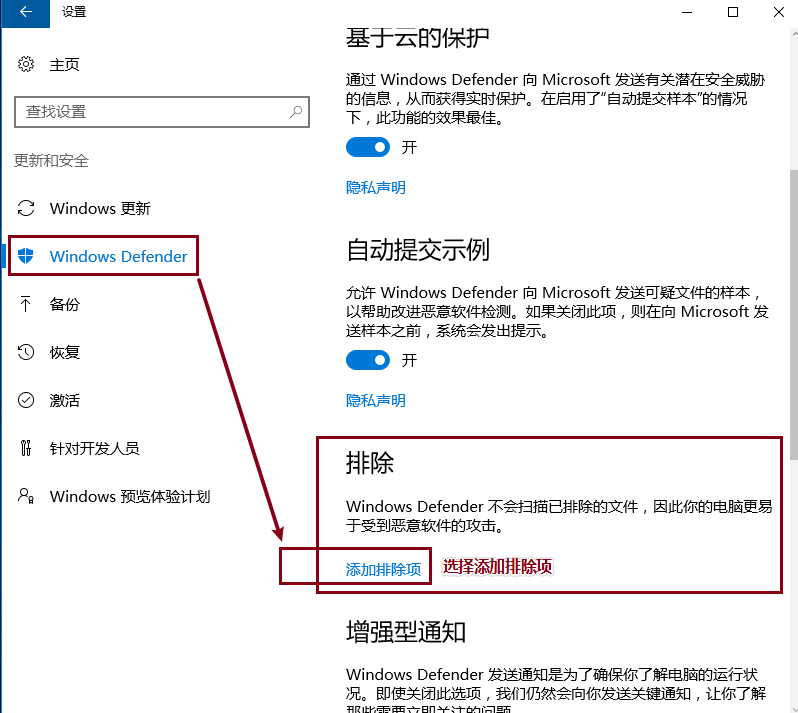 设置
主页
查找设置
更新和安全
Windows 更新
Windows Defender
备份
恢复
激活
针对开发人员
Windows 预览体验计划
基于云的保护
通过 Windows Defender 向 Microsoft 发送有关潜在安全威胁
的信息，从而获得实时保护。在启用了“自动提交样本”的情况
下，此功能的效果最佳。
开
隐私声明
自动提交示例
允许 Windows Defender 向 Microsoft 发送可疑文件的样本，
以帮助改进恶意软件检测。如果关闭此项，则在向 Microsoft 发
送样本之前，系统会发出提示。
开
隐私声明
排除
Windows Defender 不会扫描已排除的文件，因此你的电脑更易
于受到恶意软件的攻击。
添加排除项 选择添加排除项
增强型通知
Windows Defender 发送通知是为了确保你了解电脑的运行状
况。即使关闭此选项，我们仍然会向你发送关键通知，让你了解
那些需要立即关注的问题